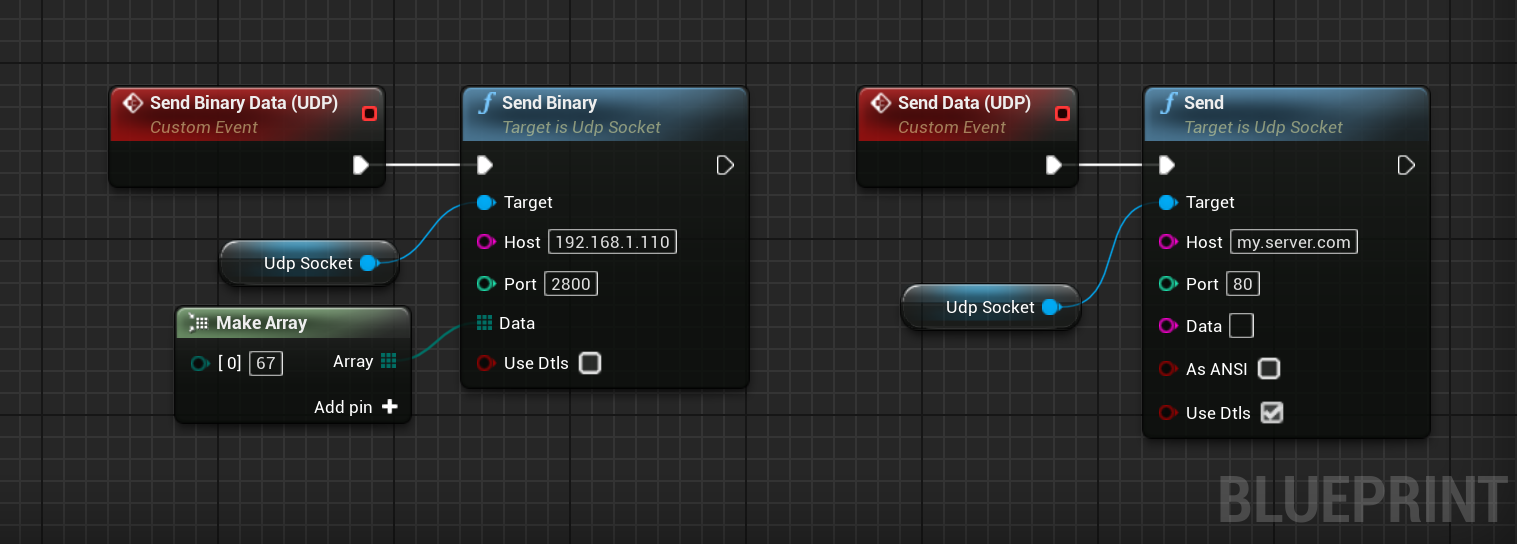 Send Binary Data (UDP)
Custom Event
Send Binary
Target is Udp Socket
Target
Host 192.168.1.110
Port 2800
Data
Use Dtls
Udp Socket
Make Array
[ 0] 67
Array
Add pin
Send Data (UDP)
Custom Event
Send
Target is Udp Socket
Target
Host my.server.com
Port 80
Data
As ANSI
Use Dtls
Udp Socket
BLUEPRINT